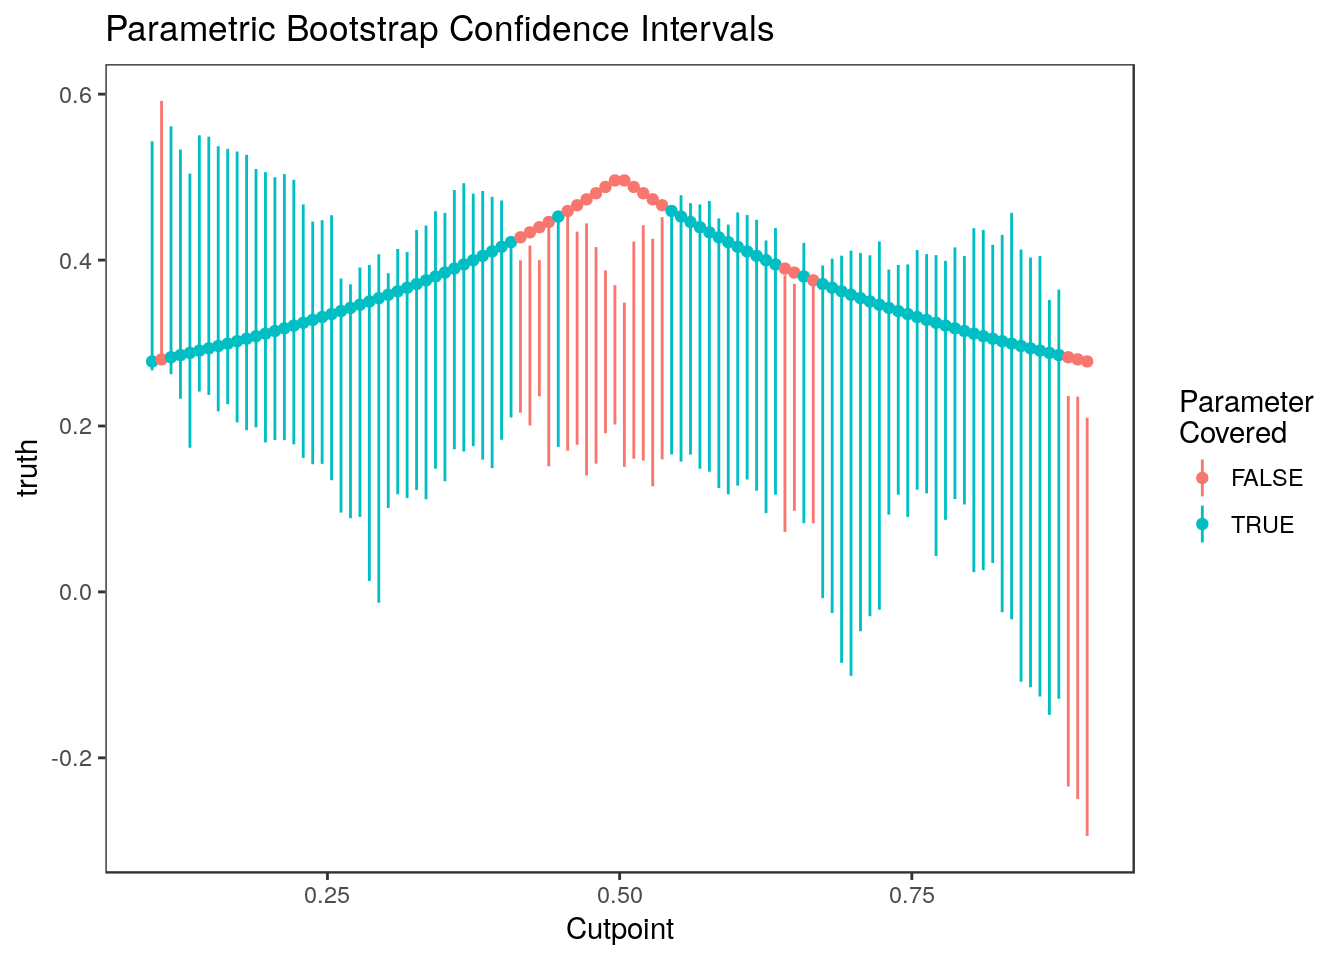 Parametric Bootstrap Confidence Intervals
0.6
0.4
0.2
0.0
-0.2
truth
0.25 0.50 0.75
Cutpoint
Parameter
Covered
FALSE
TRUE